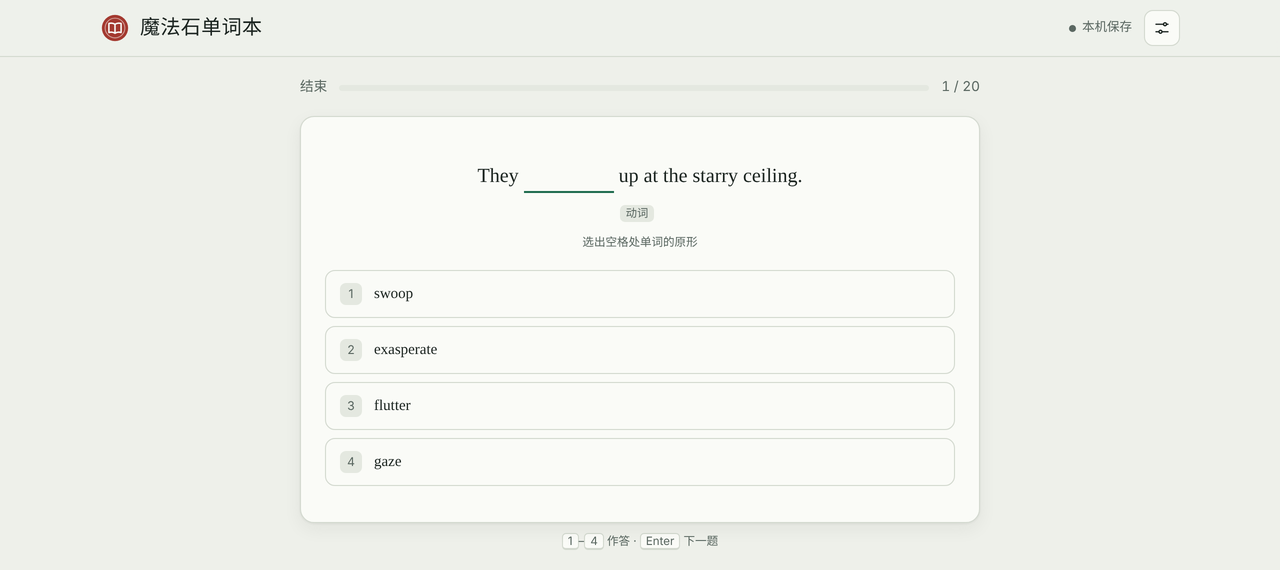 魔法石单词本
本机保存
结束
1 / 20
They ________ up at the starry ceiling.
动词
选出空格处单词的原形
1 swoop
2 exasperate
3 flutter
4 gaze
1–4 作答 · Enter 下一题